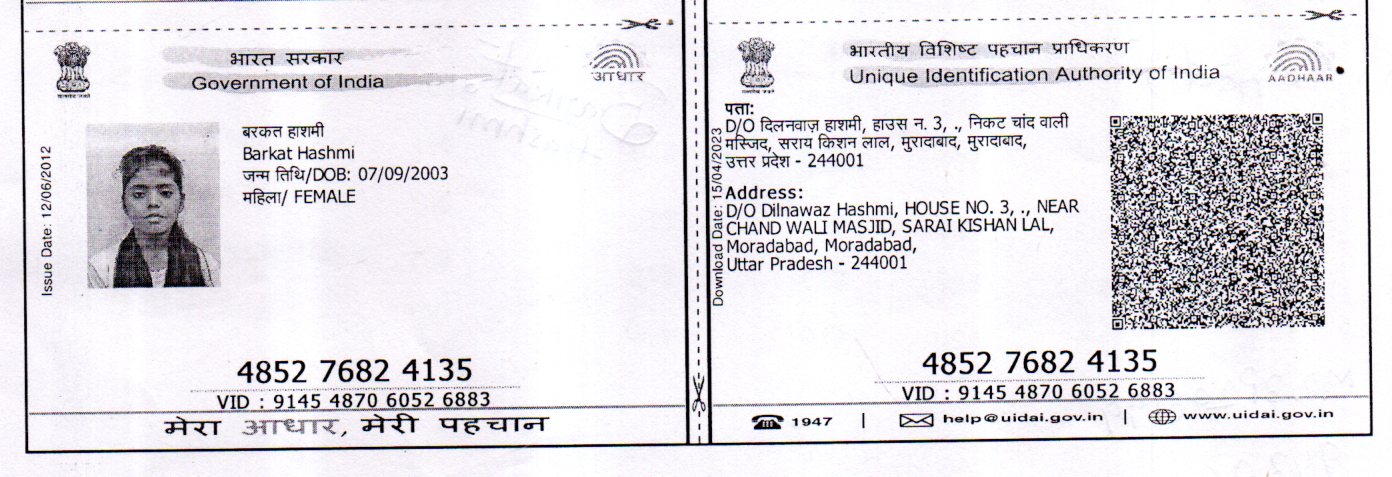 भारत सरकार
Government of India
आधार
Issue Date: 12/06/2012
बरकत हाशमी
Barkat Hashmi
जन्म तिथि/DOB: 07/09/2003
महिला/ FEMALE
4852 7682 4135
VID : 9145 4870 6052 6883
मेरा आधार, मेरी पहचान
भारतीय विशिष्ट पहचान प्राधिकरण
Unique Identification Authority of India
AADHAAR
Download Date: 15/04/2023
पता:
D/O दिलनवाज़ हाशमी, हाउस न. 3, ., निकट चांद वाली
मस्जिद, सराय किशन लाल, मुरादाबाद, मुरादाबाद,
उत्तर प्रदेश - 244001
Address:
D/O Dilnawaz Hashmi, HOUSE NO. 3, ., NEAR
CHAND WALI MASJID, SARAI KISHAN LAL,
Moradabad, Moradabad,
Uttar Pradesh - 244001
4852 7682 4135
VID : 9145 4870 6052 6883
1947 | help@uidai.gov.in | www.uidai.gov.in